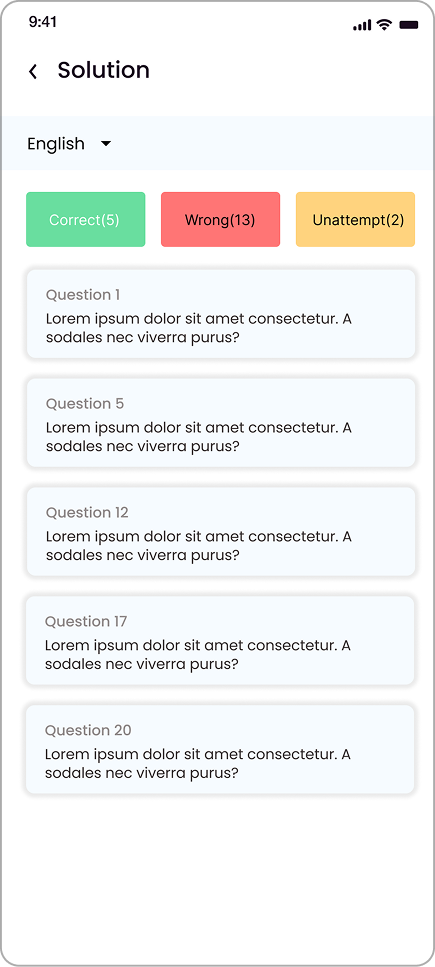 9:41
Solution
English
Correct(5) Wrong(13) Unattempt(2)
Question 1
Lorem ipsum dolor sit amet consectetur. A
sodales nec viverra purus?
Question 5
Lorem ipsum dolor sit amet consectetur. A
sodales nec viverra purus?
Question 12
Lorem ipsum dolor sit amet consectetur. A
sodales nec viverra purus?
Question 17
Lorem ipsum dolor sit amet consectetur. A
sodales nec viverra purus?
Question 20
Lorem ipsum dolor sit amet consectetur. A
sodales nec viverra purus?